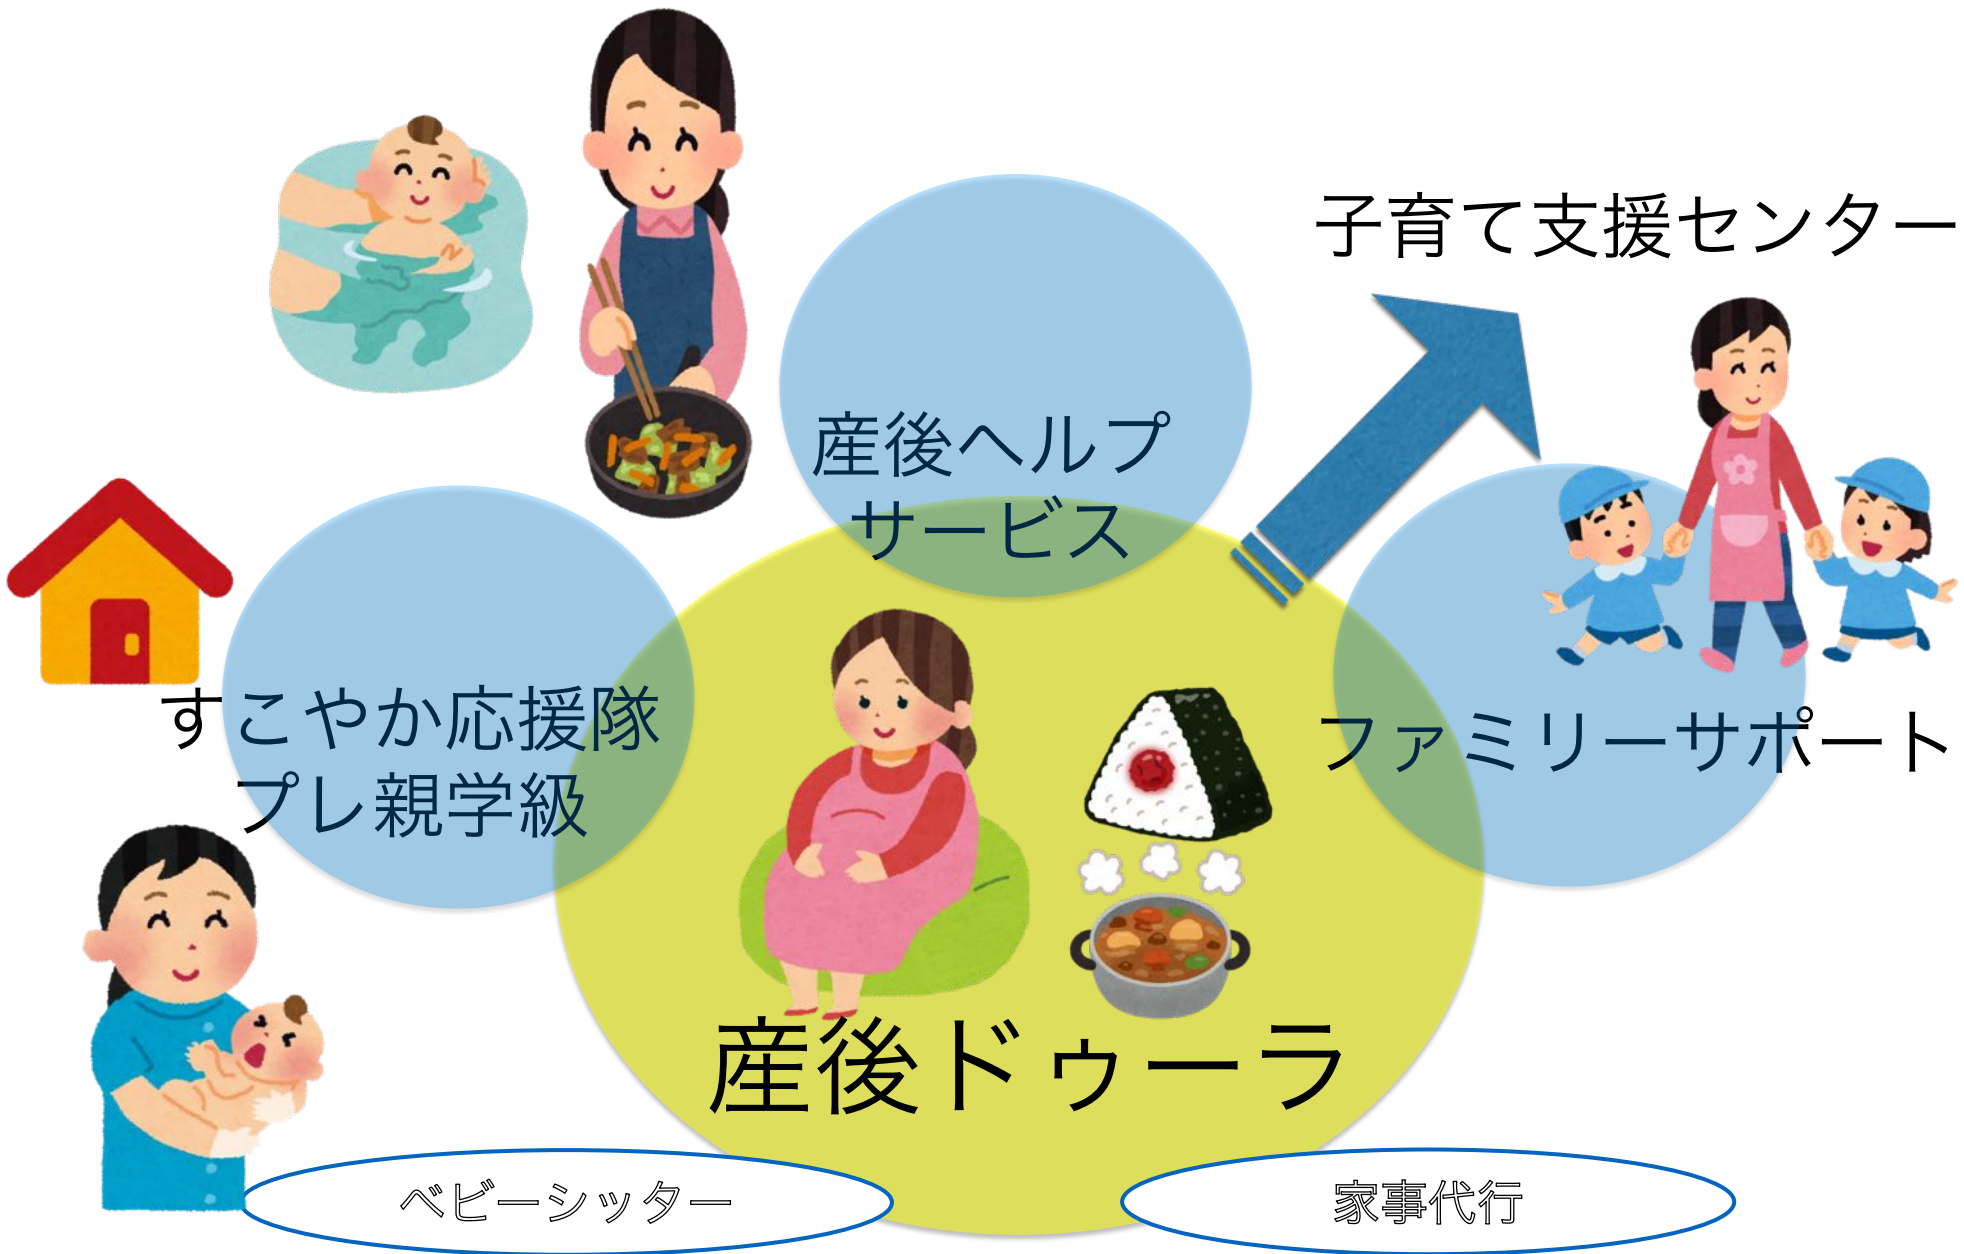 子育て支援センター
産後ヘルプ
サービス
すこやか応援隊
プレ親学級
ファミリーサポート
産後ドゥーラ
ベビーシッター
家事代行